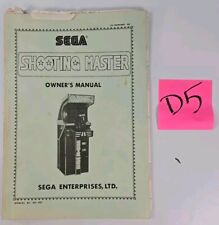 SEGA
SHOOTING MASTER
OWNER'S MANUAL
SEGA ENTERPRISES, LTD.
D5